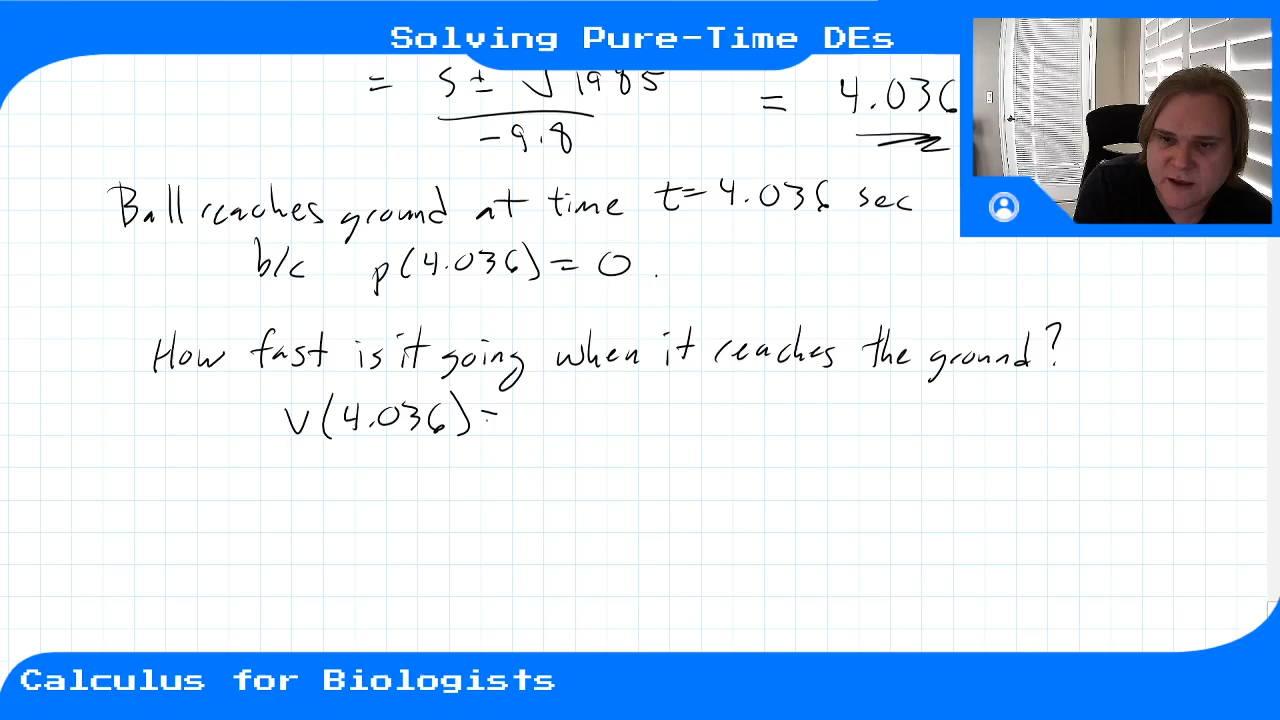 Solving Pure-Time DEs
= 5 ± √1985 = 4.036
-9.8
Ball reaches ground at time t=4.036 sec
b/c p(4.036) = 0.
How fast is it going when it reaches the ground?
v(4.036) =
Calculus for Biologists